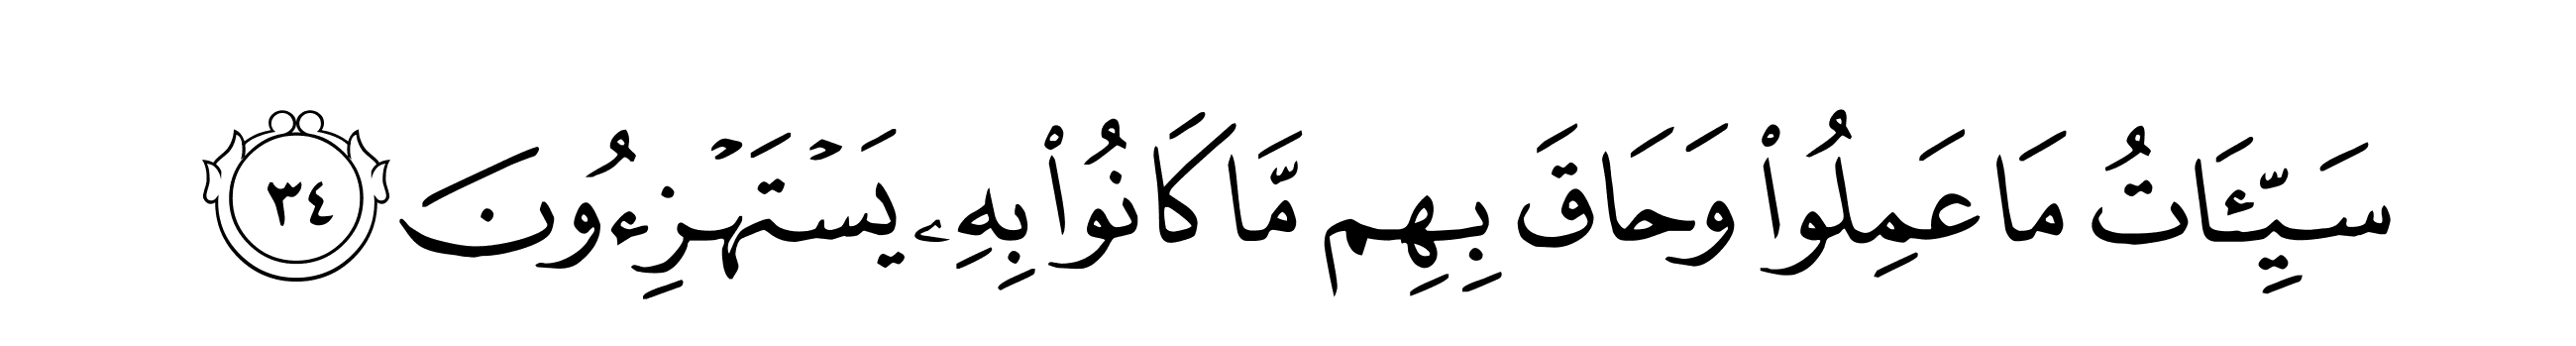 سَيِّـَٔاتُ مَا عَمِلُوا۟ وَحَاقَ بِهِم مَّا كَانُوا۟ بِهِۦ يَسْتَهْزِءُونَ ٣٤